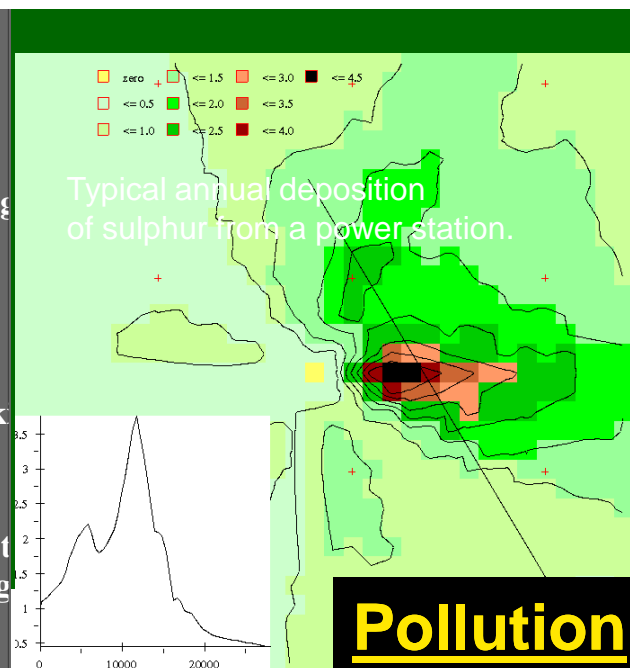 zero <= 1.5 <= 3.0 <= 4.5
<= 0.5 <= 2.0 <= 3.5
<= 1.0 <= 2.5 <= 4.0
Typical annual deposition
of sulphur from a power station.
g
k
t
g
3.5
3
2
1.5
1
0.5
0 10000 20000
Pollution